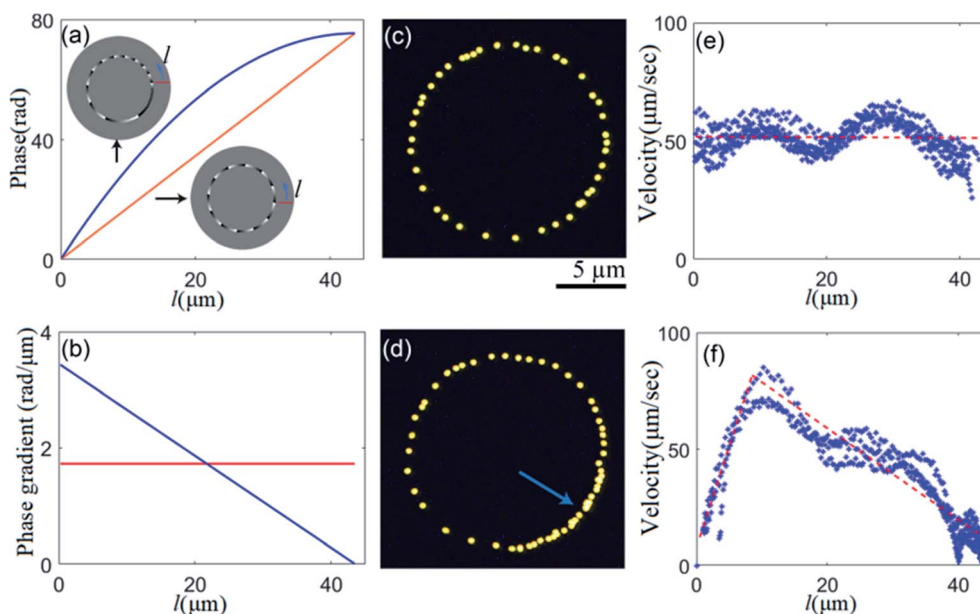 (a)
Phase(rad)
80
40
0
l
l
0
20
40
l(μm)
(c)
5 μm
(e)
Velocity(μm/sec)
100
50
0
0
20
40
l(μm)
(b)
Phase gradient (rad/μm)
4
2
0
0
20
40
l(μm)
(d)
(f)
Velocity(μm/sec)
100
50
0
0
20
40
l(μm)